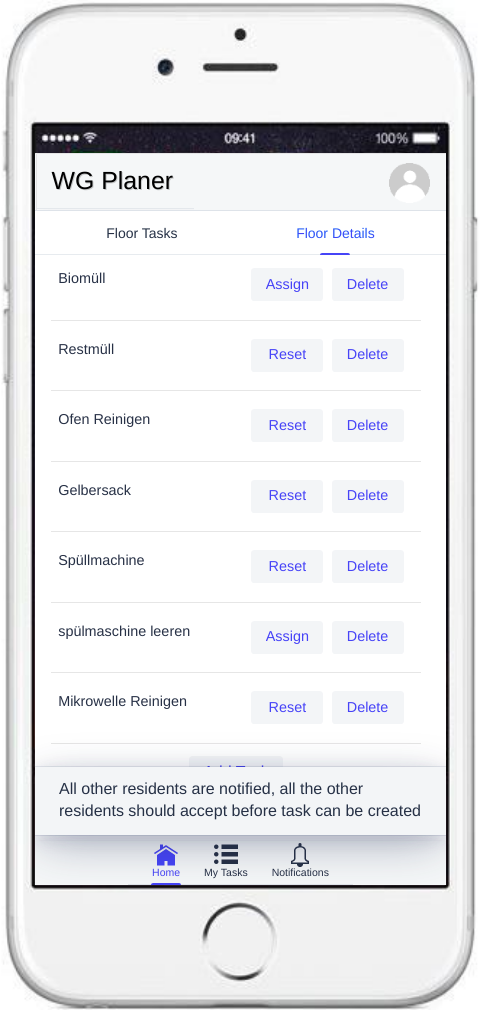 09:41 100%
WG Planer
Floor Tasks Floor Details
Biomüll Assign Delete
Restmüll Reset Delete
Ofen Reinigen Reset Delete
Gelbersack Reset Delete
Spüllmachine Reset Delete
spülmaschine leeren Assign Delete
Mikrowelle Reinigen Reset Delete
All other residents are notified, all the other
residents should accept before task can be created
Home My Tasks Notifications